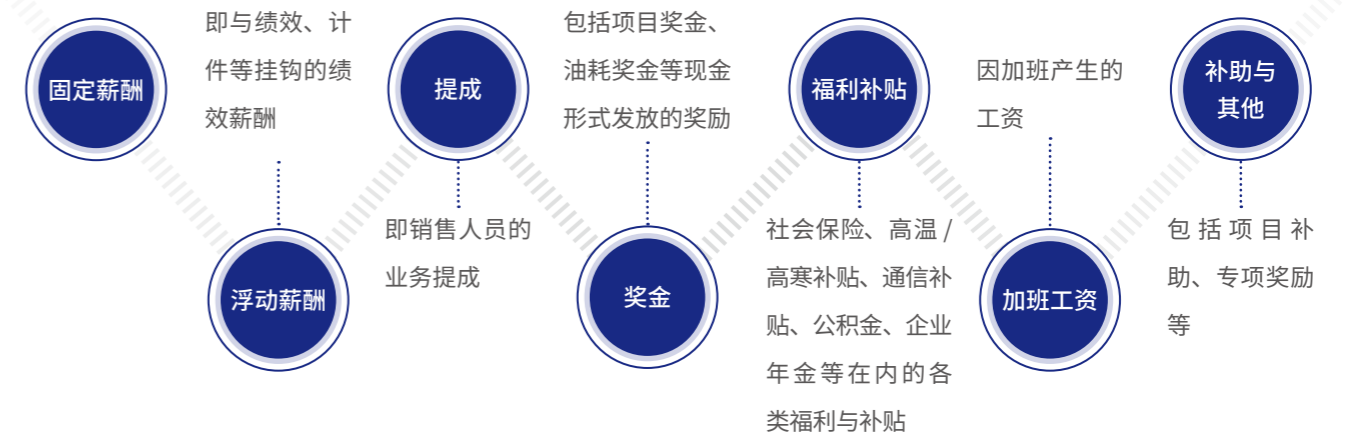 固定薪酬
即与绩效、计
件等挂钩的绩
效薪酬
浮动薪酬
提成
即销售人员的
业务提成
包括项目奖金、
油耗奖金等现金
形式发放的奖励
奖金
福利补贴
社会保险、高温 /
高寒补贴、通信补
贴、公积金、企业
年金等在内的各
类福利与补贴
因加班产生的
工资
加班工资
补助与
其他
包括项目补
助、专项奖励
等